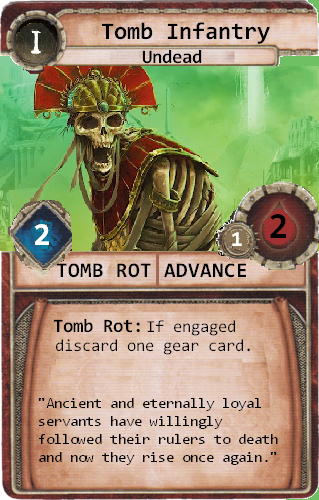 I
Tomb Infantry
Undead
2
1
2
TOMB ROT ADVANCE
Tomb Rot: If engaged
discard one gear card.
"Ancient and eternally loyal
servants have willingly
followed their rulers to death
and now they rise once again."